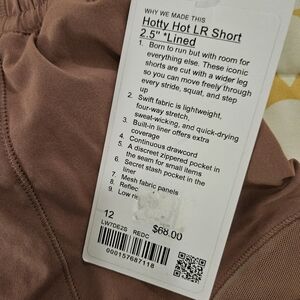 WHY WE MADE THIS
Hotty Hot LR Short
2.5" *Lined
1. Born to run but with room for
everything else. These iconic
shorts are cut with a wider leg
so you can move freely through
every stride, squat, and step
up
2. Swift fabric is lightweight,
four-way stretch,
sweat-wicking, and quick-drying
3. Built-in liner offers extra
coverage
4. Continuous drawcord
5. A discreet zippered pocket in
the seam for small items
6. Secret stash pocket in the
liner
7. Mesh fabric panels
8. Reflec
9. Low ri
12
$68.00
LW7DE2S REDC
000157687118